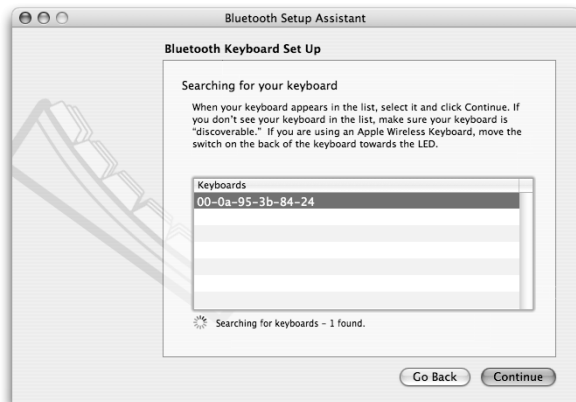 Bluetooth Setup Assistant
Bluetooth Keyboard Set Up
Searching for your keyboard
When your keyboard appears in the list, select it and click Continue. If
you don't see your keyboard in the list, make sure your keyboard is
"discoverable."  If you are using an Apple Wireless Keyboard, move the
switch on the back of the keyboard towards the LED.
Keyboards
00-0a-95-3b-84-24
Searching for keyboards – 1 found.
Go Back
Continue